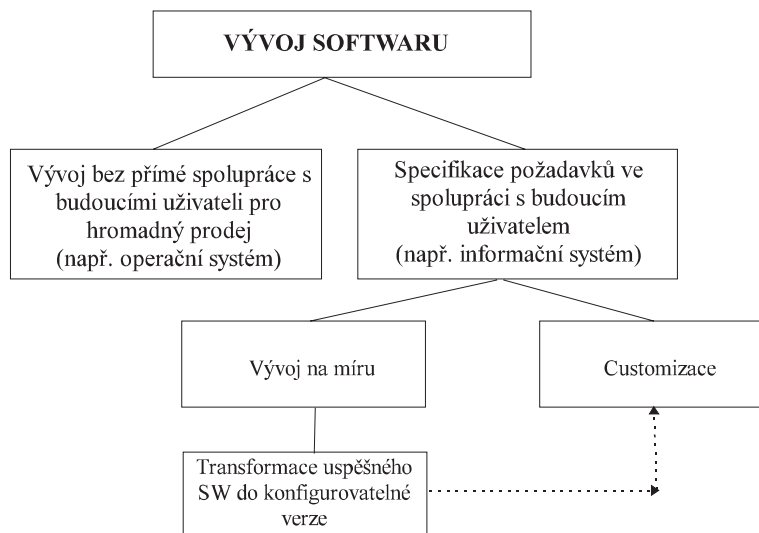 VÝVOJ SOFTWARU
Vývoj bez přímé spolupráce s
budoucími uživateli pro
hromadný prodej
(např. operační systém)
Specifikace požadavků ve
spolupráci s budoucím
uživatelem
(např. informační systém)
Vývoj na míru
Customizace
Transformace uspěšného
SW do konfigurovatelné
verze